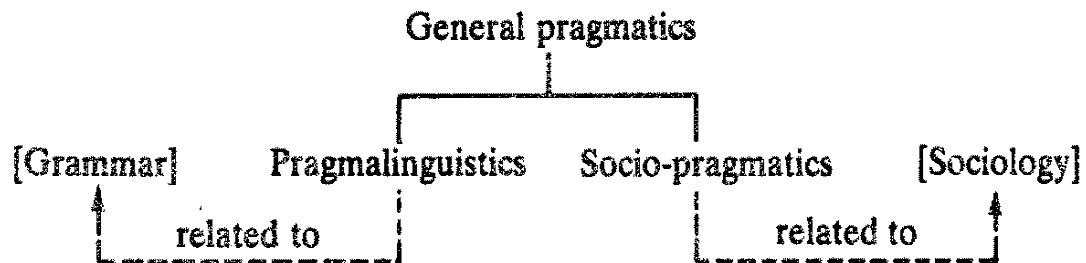 General pragmatics
[Grammar] Pragmalinguistics Socio-pragmatics [Sociology]
related to related to